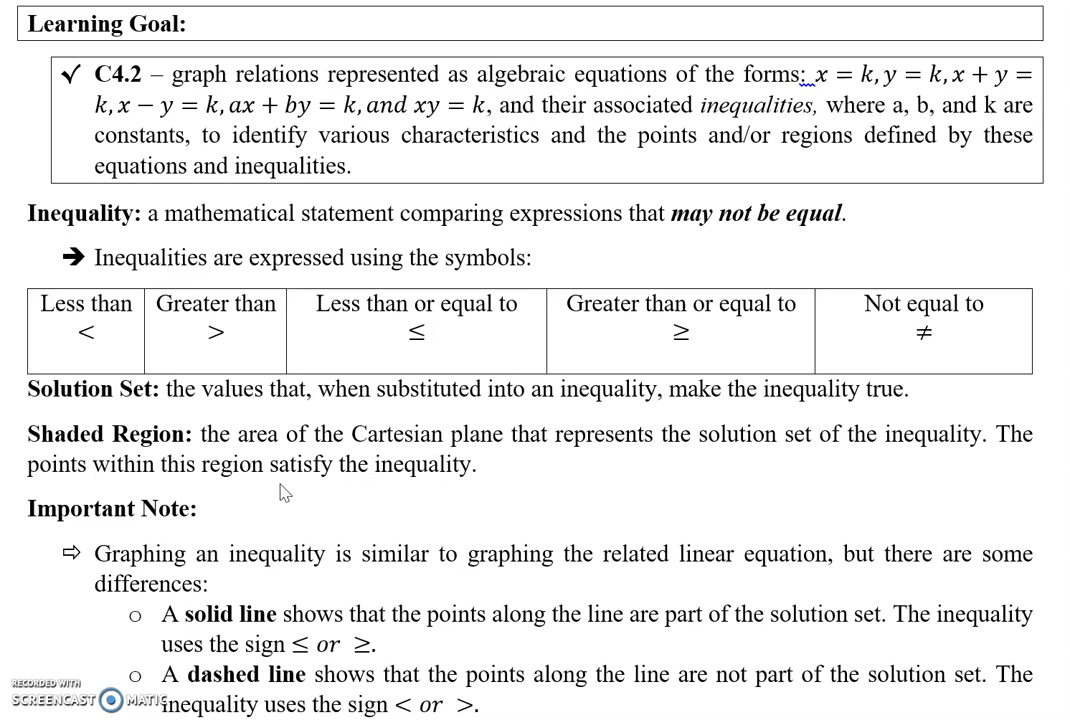 Learning Goal:
✓ C4.2 – graph relations represented as algebraic equations of the forms: x = k, y = k, x + y =
k, x − y = k, ax + by = k, and xy = k, and their associated inequalities, where a, b, and k are
constants, to identify various characteristics and the points and/or regions defined by these
equations and inequalities.
Inequality: a mathematical statement comparing expressions that may not be equal.
➔ Inequalities are expressed using the symbols:
Less than Greater than Less than or equal to Greater than or equal to Not equal to
< > ≤ ≥ ≠
Solution Set: the values that, when substituted into an inequality, make the inequality true.
Shaded Region: the area of the Cartesian plane that represents the solution set of the inequality. The
points within this region satisfy the inequality.
Important Note:
⇨ Graphing an inequality is similar to graphing the related linear equation, but there are some
differences:
o A solid line shows that the points along the line are part of the solution set. The inequality
uses the sign ≤ or ≥.
o A dashed line shows that the points along the line are not part of the solution set. The
inequality uses the sign < or >.
RECORDED WITH
SCREENCAST MATIC